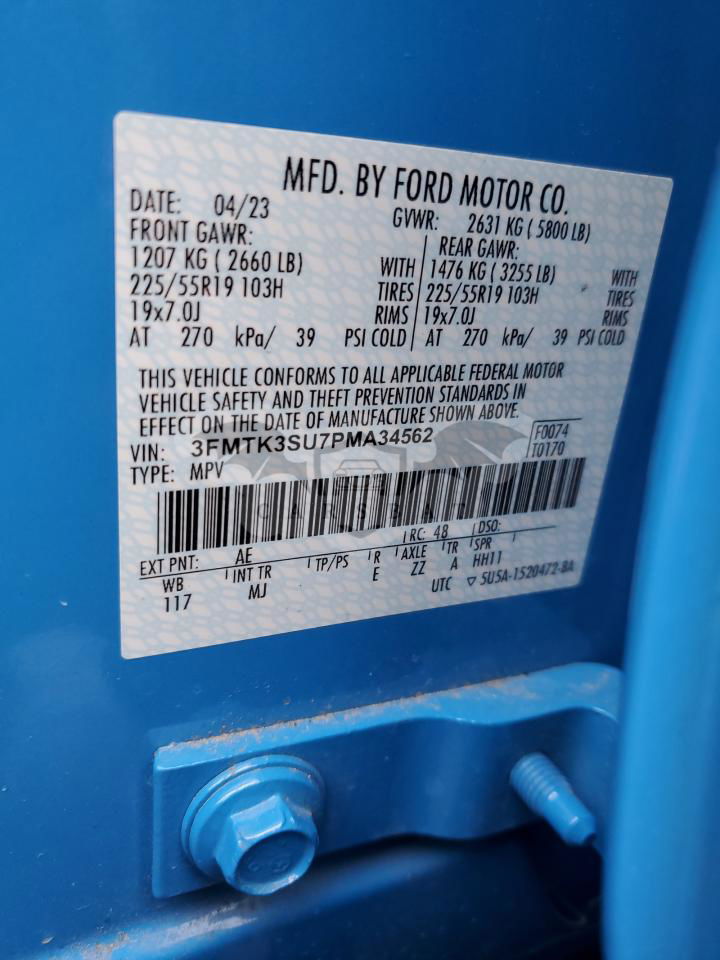 MFD. BY FORD MOTOR CO.
DATE: 04/23 GVWR: 2631 KG ( 5800 LB)
FRONT GAWR: REAR GAWR:
1207 KG ( 2660 LB) WITH 1476 KG ( 3255 LB) WITH
225/55R19 103H TIRES 225/55R19 103H TIRES
19x7.0J RIMS 19x7.0J RIMS
AT 270 kPa/ 39 PSI COLD AT 270 kPa/ 39 PSI COLD
THIS VEHICLE CONFORMS TO ALL APPLICABLE FEDERAL MOTOR
VEHICLE SAFETY AND THEFT PREVENTION STANDARDS IN
EFFECT ON THE DATE OF MANUFACTURE SHOWN ABOVE.
VIN: 3FMTK3SU7PMA34562 F0074
TYPE: MPV T0170
CARSBAT
EXT PNT: AE RC: 48 DSO:
WB INT TR TP/PS R AXLE TR SPR
117 MJ E ZZ A HH11
UTC ▽ 5U5A-1520472-BA